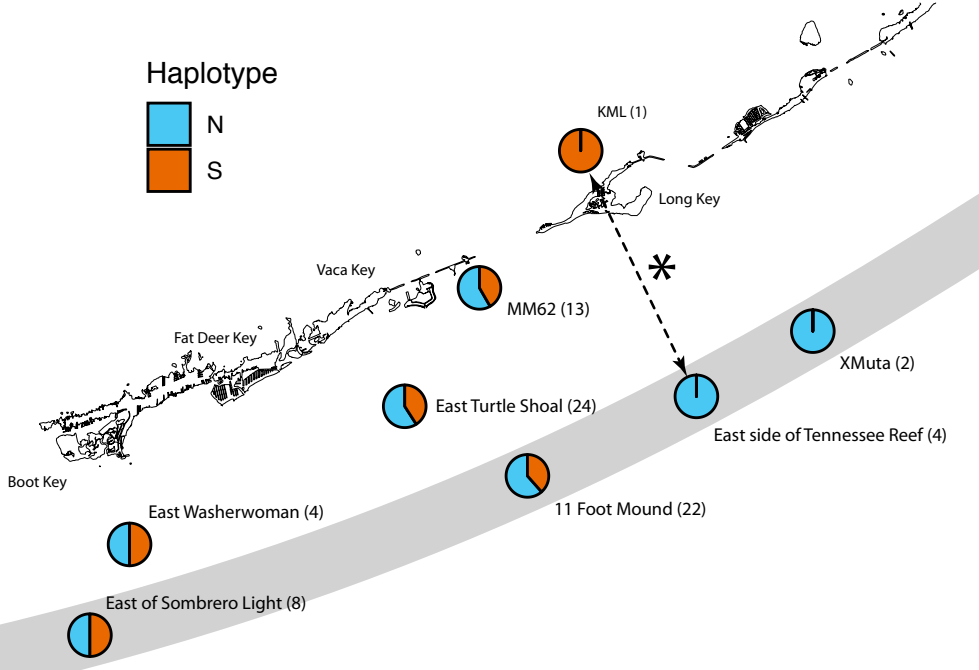 Haplotype
N
S
KML (1)
Long Key
*
Vaca Key
MM62 (13)
Fat Deer Key
XMuta (2)
East Turtle Shoal (24)
East side of Tennessee Reef (4)
Boot Key
11 Foot Mound (22)
East Washerwoman (4)
East of Sombrero Light (8)